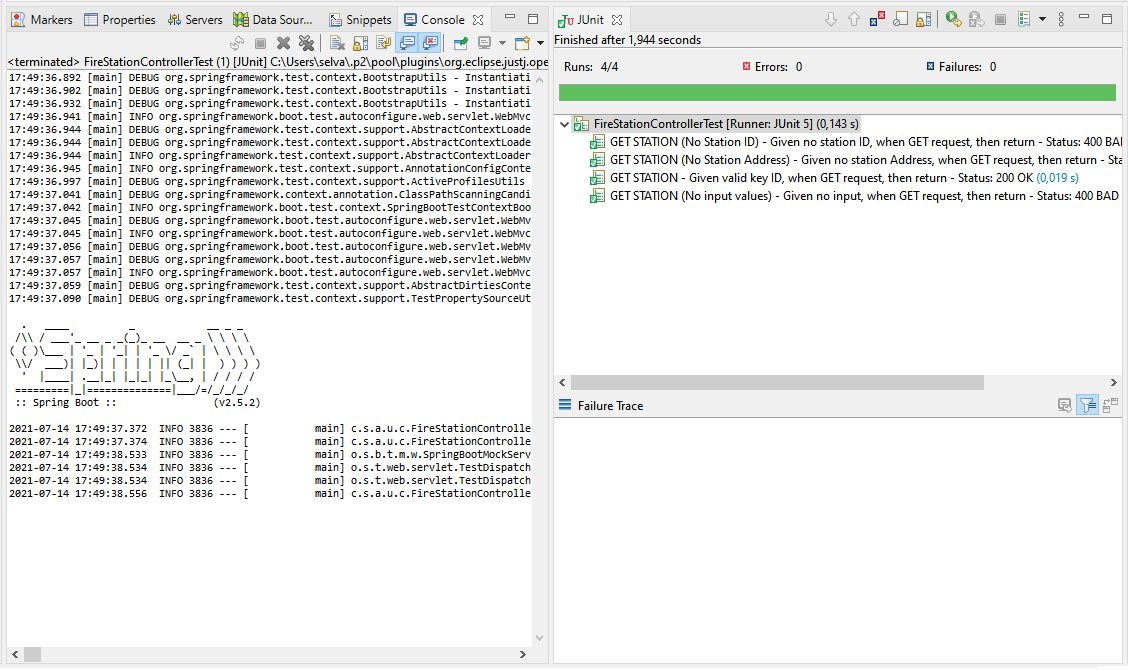 Markers Properties Servers Data Sour... Snippets Console
<terminated> FireStationControllerTest (1) [JUnit] C:\Users\selva\.p2\pool\plugins\org.eclipse.justj.ope
17:49:36.892 [main] DEBUG org.springframework.test.context.BootstrapUtils - Instantiati
17:49:36.902 [main] DEBUG org.springframework.test.context.BootstrapUtils - Instantiati
17:49:36.932 [main] DEBUG org.springframework.test.context.BootstrapUtils - Instantiati
17:49:36.941 [main] INFO org.springframework.boot.test.autoconfigure.web.servlet.WebMvc
17:49:36.944 [main] DEBUG org.springframework.test.context.support.AbstractContextLoade
17:49:36.944 [main] DEBUG org.springframework.test.context.support.AbstractContextLoade
17:49:36.944 [main] INFO org.springframework.test.context.support.AbstractContextLoader
17:49:36.945 [main] INFO org.springframework.test.context.support.AnnotationConfigConte
17:49:36.997 [main] DEBUG org.springframework.test.context.support.ActiveProfilesUtils
17:49:37.041 [main] DEBUG org.springframework.context.annotation.ClassPathScanningCandi
17:49:37.042 [main] INFO org.springframework.boot.test.context.SpringBootTestContextBoo
17:49:37.045 [main] DEBUG org.springframework.boot.test.autoconfigure.web.servlet.WebMv
17:49:37.045 [main] INFO org.springframework.boot.test.autoconfigure.web.servlet.WebMvc
17:49:37.056 [main] DEBUG org.springframework.boot.test.autoconfigure.web.servlet.WebMv
17:49:37.057 [main] DEBUG org.springframework.boot.test.autoconfigure.web.servlet.WebMv
17:49:37.057 [main] INFO org.springframework.boot.test.autoconfigure.web.servlet.WebMvc
17:49:37.059 [main] DEBUG org.springframework.test.context.support.AbstractDirtiesConte
17:49:37.090 [main] DEBUG org.springframework.test.context.support.TestPropertySourceUt
  .   ____          _            __ _ _
 /\\ / ___'_ __ _ _(_)_ __  __ _ \ \ \ \
( ( )\___ | '_ | '_| | '_ \/ _` | \ \ \ \
 \\/  ___)| |_)| | | | | || (_| |  ) ) ) )
  '  |____| .__|_| |_|_| |_\__, | / / / /
 =========|_|==============|___/=/_/_/_/
 :: Spring Boot ::                (v2.5.2)
2021-07-14 17:49:37.372  INFO 3836 --- [           main] c.s.a.u.c.FireStationControlle
2021-07-14 17:49:37.374  INFO 3836 --- [           main] c.s.a.u.c.FireStationControlle
2021-07-14 17:49:38.533  INFO 3836 --- [           main] o.s.b.t.m.w.SpringBootMockServ
2021-07-14 17:49:38.534  INFO 3836 --- [           main] o.s.t.web.servlet.TestDispatch
2021-07-14 17:49:38.534  INFO 3836 --- [           main] o.s.t.web.servlet.TestDispatch
2021-07-14 17:49:38.556  INFO 3836 --- [           main] c.s.a.u.c.FireStationControlle
JUnit
Finished after 1,944 seconds
Runs: 4/4 Errors: 0 Failures: 0
FireStationControllerTest [Runner: JUnit 5] (0,143 s)
GET STATION (No Station ID) - Given no station ID, when GET request, then return - Status: 400 BAI
GET STATION (No Station Address) - Given no station Address, when GET request, then return - Sta
GET STATION - Given valid key ID, when GET request, then return - Status: 200 OK (0,019 s)
GET STATION (No input values) - Given no input, when GET request, then return - Status: 400 BAD
Failure Trace